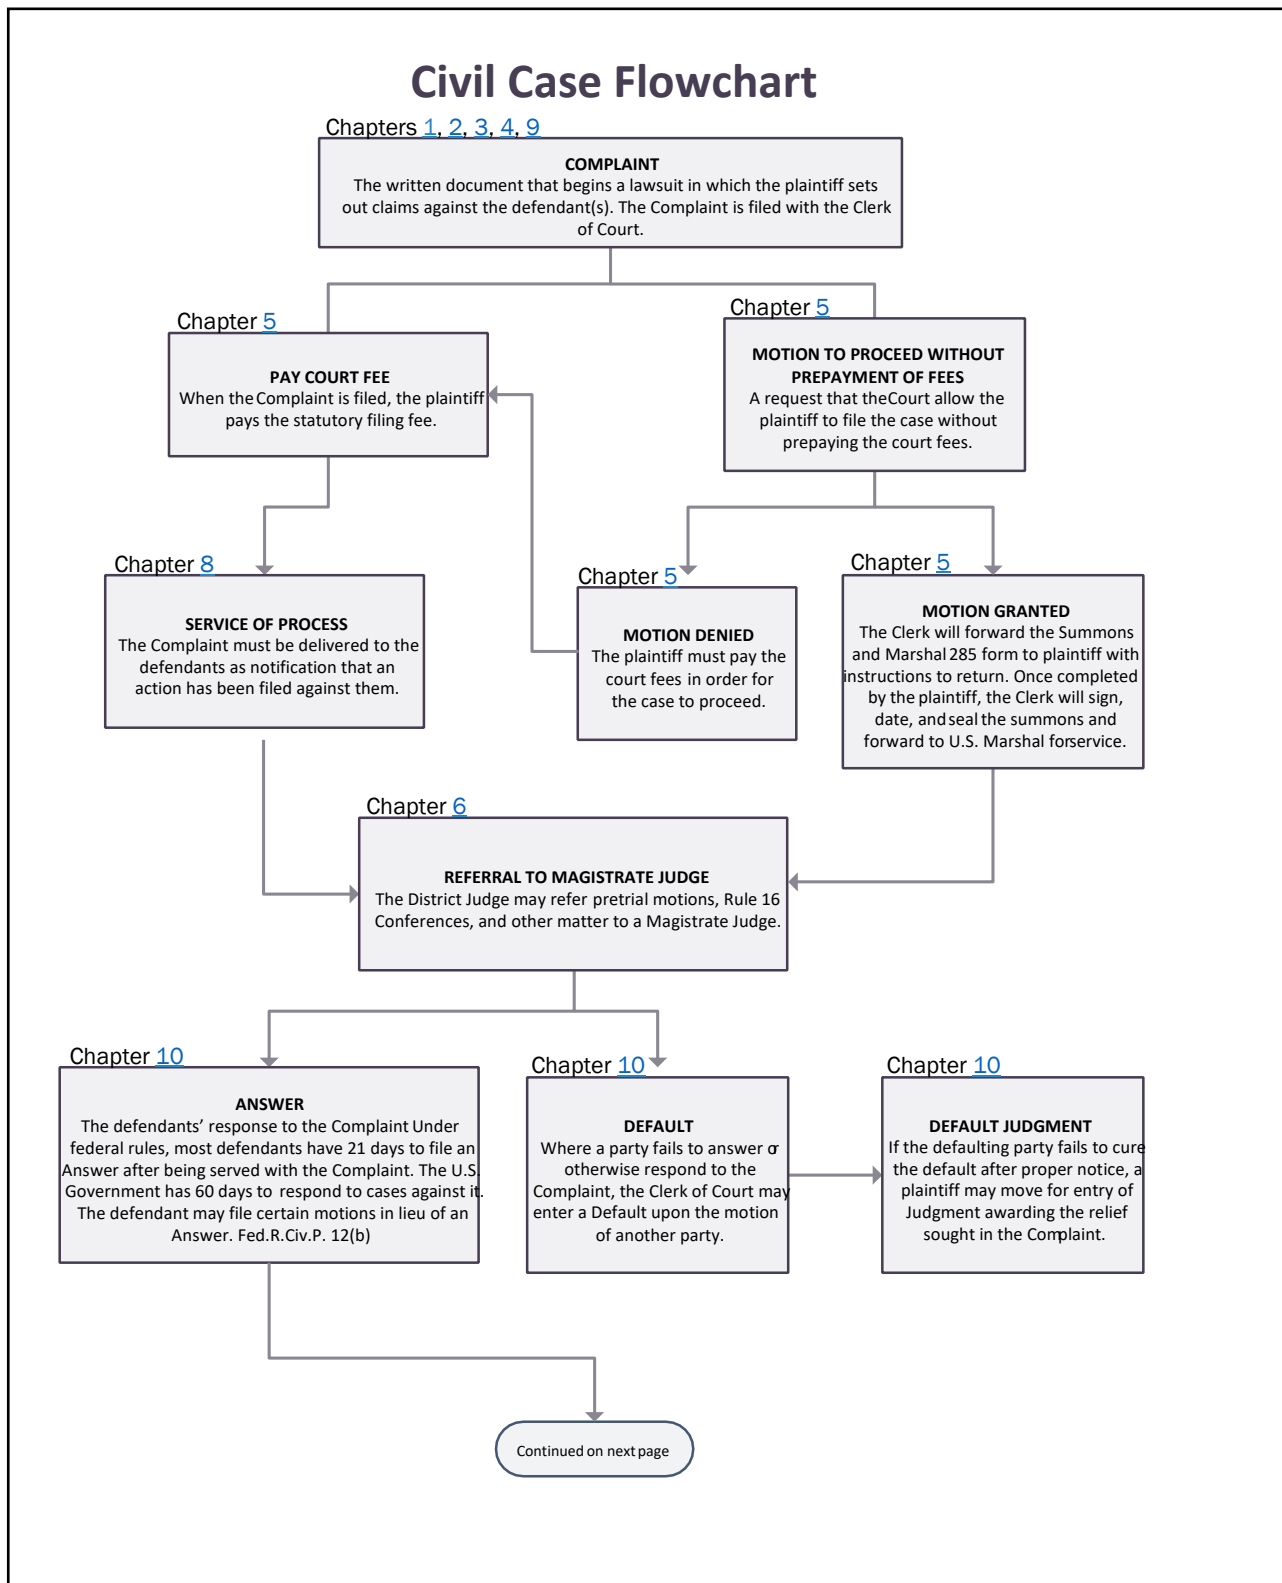 Civil Case Flowchart
Chapters 1, 2, 3, 4, 9
COMPLAINT
The written document that begins a lawsuit in which the plaintiff sets
out claims against the defendant(s). The Complaint is filed with the Clerk
of Court.
Chapter 5
PAY COURT FEE
When the Complaint is filed, the plaintiff
pays the statutory filing fee.
Chapter 5
MOTION TO PROCEED WITHOUT
PREPAYMENT OF FEES
A request that the Court allow the
plaintiff to file the case without
prepaying the court fees.
Chapter 8
SERVICE OF PROCESS
The Complaint must be delivered to the
defendants as notification that an
action has been filed against them.
Chapter 5
MOTION DENIED
The plaintiff must pay the
court fees in order for
the case to proceed.
Chapter 5
MOTION GRANTED
The Clerk will forward the Summons
and Marshal 285 form to plaintiff with
instructions to return. Once completed
by the plaintiff, the Clerk will sign,
date, and seal the summons and
forward to U.S. Marshal for service.
Chapter 6
REFERRAL TO MAGISTRATE JUDGE
The District Judge may refer pretrial motions, Rule 16
Conferences, and other matter to a Magistrate Judge.
Chapter 10
ANSWER
The defendants' response to the Complaint Under
federal rules, most defendants have 21 days to file an
Answer after being served with the Complaint. The U.S.
Government has 60 days to respond to cases against it.
The defendant may file certain motions in lieu of an
Answer. Fed.R.Civ.P. 12(b)
Chapter 10
DEFAULT
Where a party fails to answer or
otherwise respond to the
Complaint, the Clerk of Court may
enter a Default upon the motion
of another party.
Chapter 10
DEFAULT JUDGMENT
If the defaulting party fails to cure
the default after proper notice, a
plaintiff may move for entry of
Judgment awarding the relief
sought in the Complaint.
Continued on next page